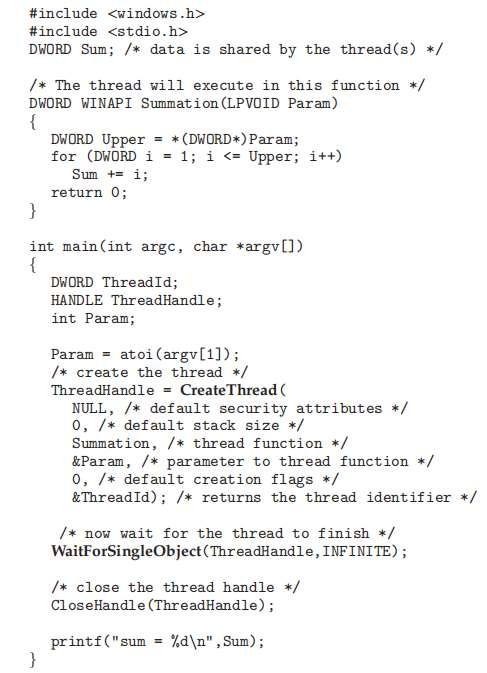 #include <windows.h>
#include <stdio.h>
DWORD Sum; /* data is shared by the thread(s) */
/* The thread will execute in this function */
DWORD WINAPI Summation(LPVOID Param)
{
DWORD Upper = *(DWORD*)Param;
for (DWORD i = 1; i <= Upper; i++)
Sum += i;
return 0;
}
int main(int argc, char *argv[])
{
DWORD ThreadId;
HANDLE ThreadHandle;
int Param;
Param = atoi(argv[1]);
/* create the thread */
ThreadHandle = CreateThread(
NULL, /* default security attributes */
0, /* default stack size */
Summation, /* thread function */
&Param, /* parameter to thread function */
0, /* default creation flags */
&ThreadId); /* returns the thread identifier */
/* now wait for the thread to finish */
WaitForSingleObject(ThreadHandle,INFINITE);
/* close the thread handle */
CloseHandle(ThreadHandle);
printf("sum = %d\n",Sum);
}